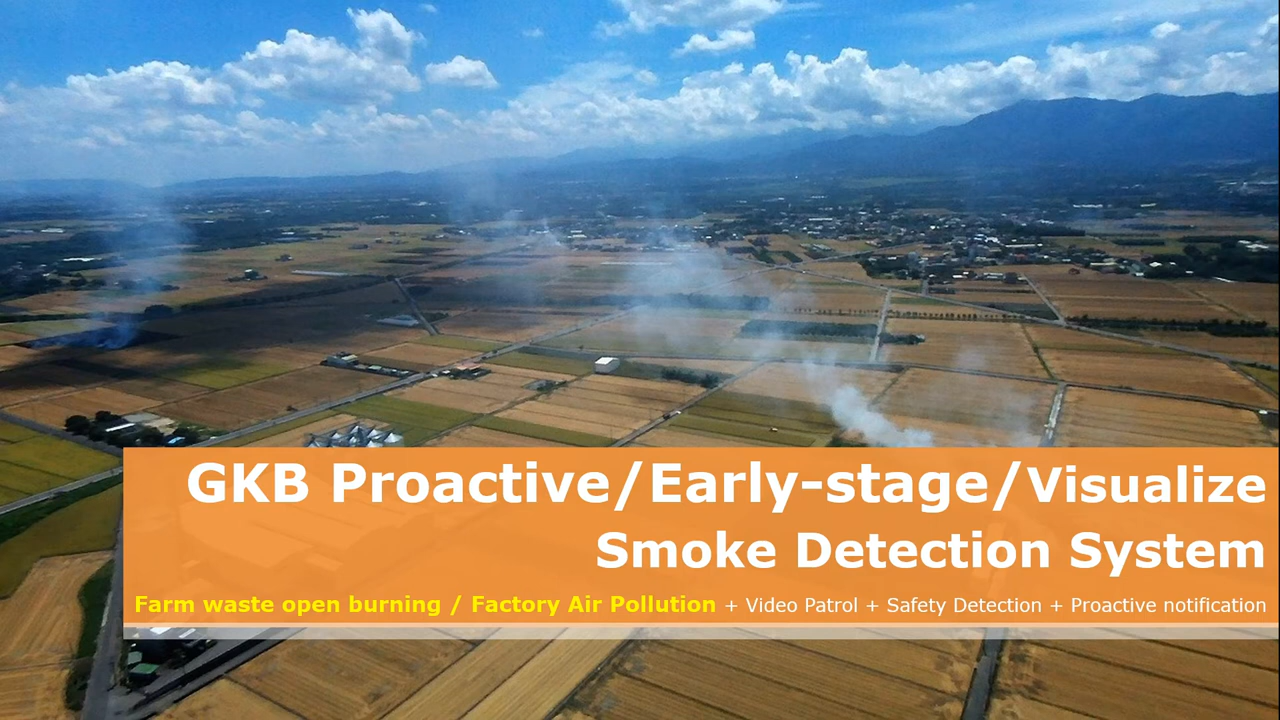 GKB Proactive/Early-stage/Visualize
Smoke Detection System
Farm waste open burning / Factory Air Pollution + Video Patrol + Safety Detection + Proactive notification